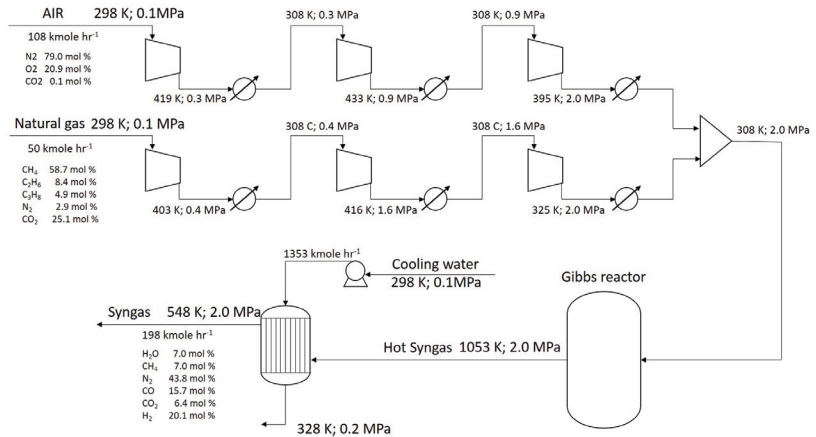 AIR 298 K; 0.1MPa
108 kmole hr⁻¹
N2 79.0 mol %
O2 20.9 mol %
CO2 0.1 mol %
308 K; 0.3 MPa
308 K; 0.9 MPa
419 K; 0.3 MPa
433 K; 0.9 MPa
395 K; 2.0 MPa
Natural gas 298 K; 0.1 MPa
50 kmole hr⁻¹
CH₄ 58.7 mol %
C₂H₆ 8.4 mol %
C₃H₈ 4.9 mol %
N₂ 2.9 mol %
CO₂ 25.1 mol %
308 C; 0.4 MPa
308 C; 1.6 MPa
308 K; 2.0 MPa
403 K; 0.4 MPa
416 K; 1.6 MPa
325 K; 2.0 MPa
1353 kmole hr⁻¹
Cooling water
298 K; 0.1MPa
Gibbs reactor
Syngas 548 K; 2.0 MPa
198 kmole hr⁻¹
H₂O 7.0 mol %
CH₄ 7.0 mol %
N₂ 43.8 mol %
CO 15.7 mol %
CO₂ 6.4 mol %
H₂ 20.1 mol %
Hot Syngas 1053 K; 2.0 MPa
328 K; 0.2 MPa